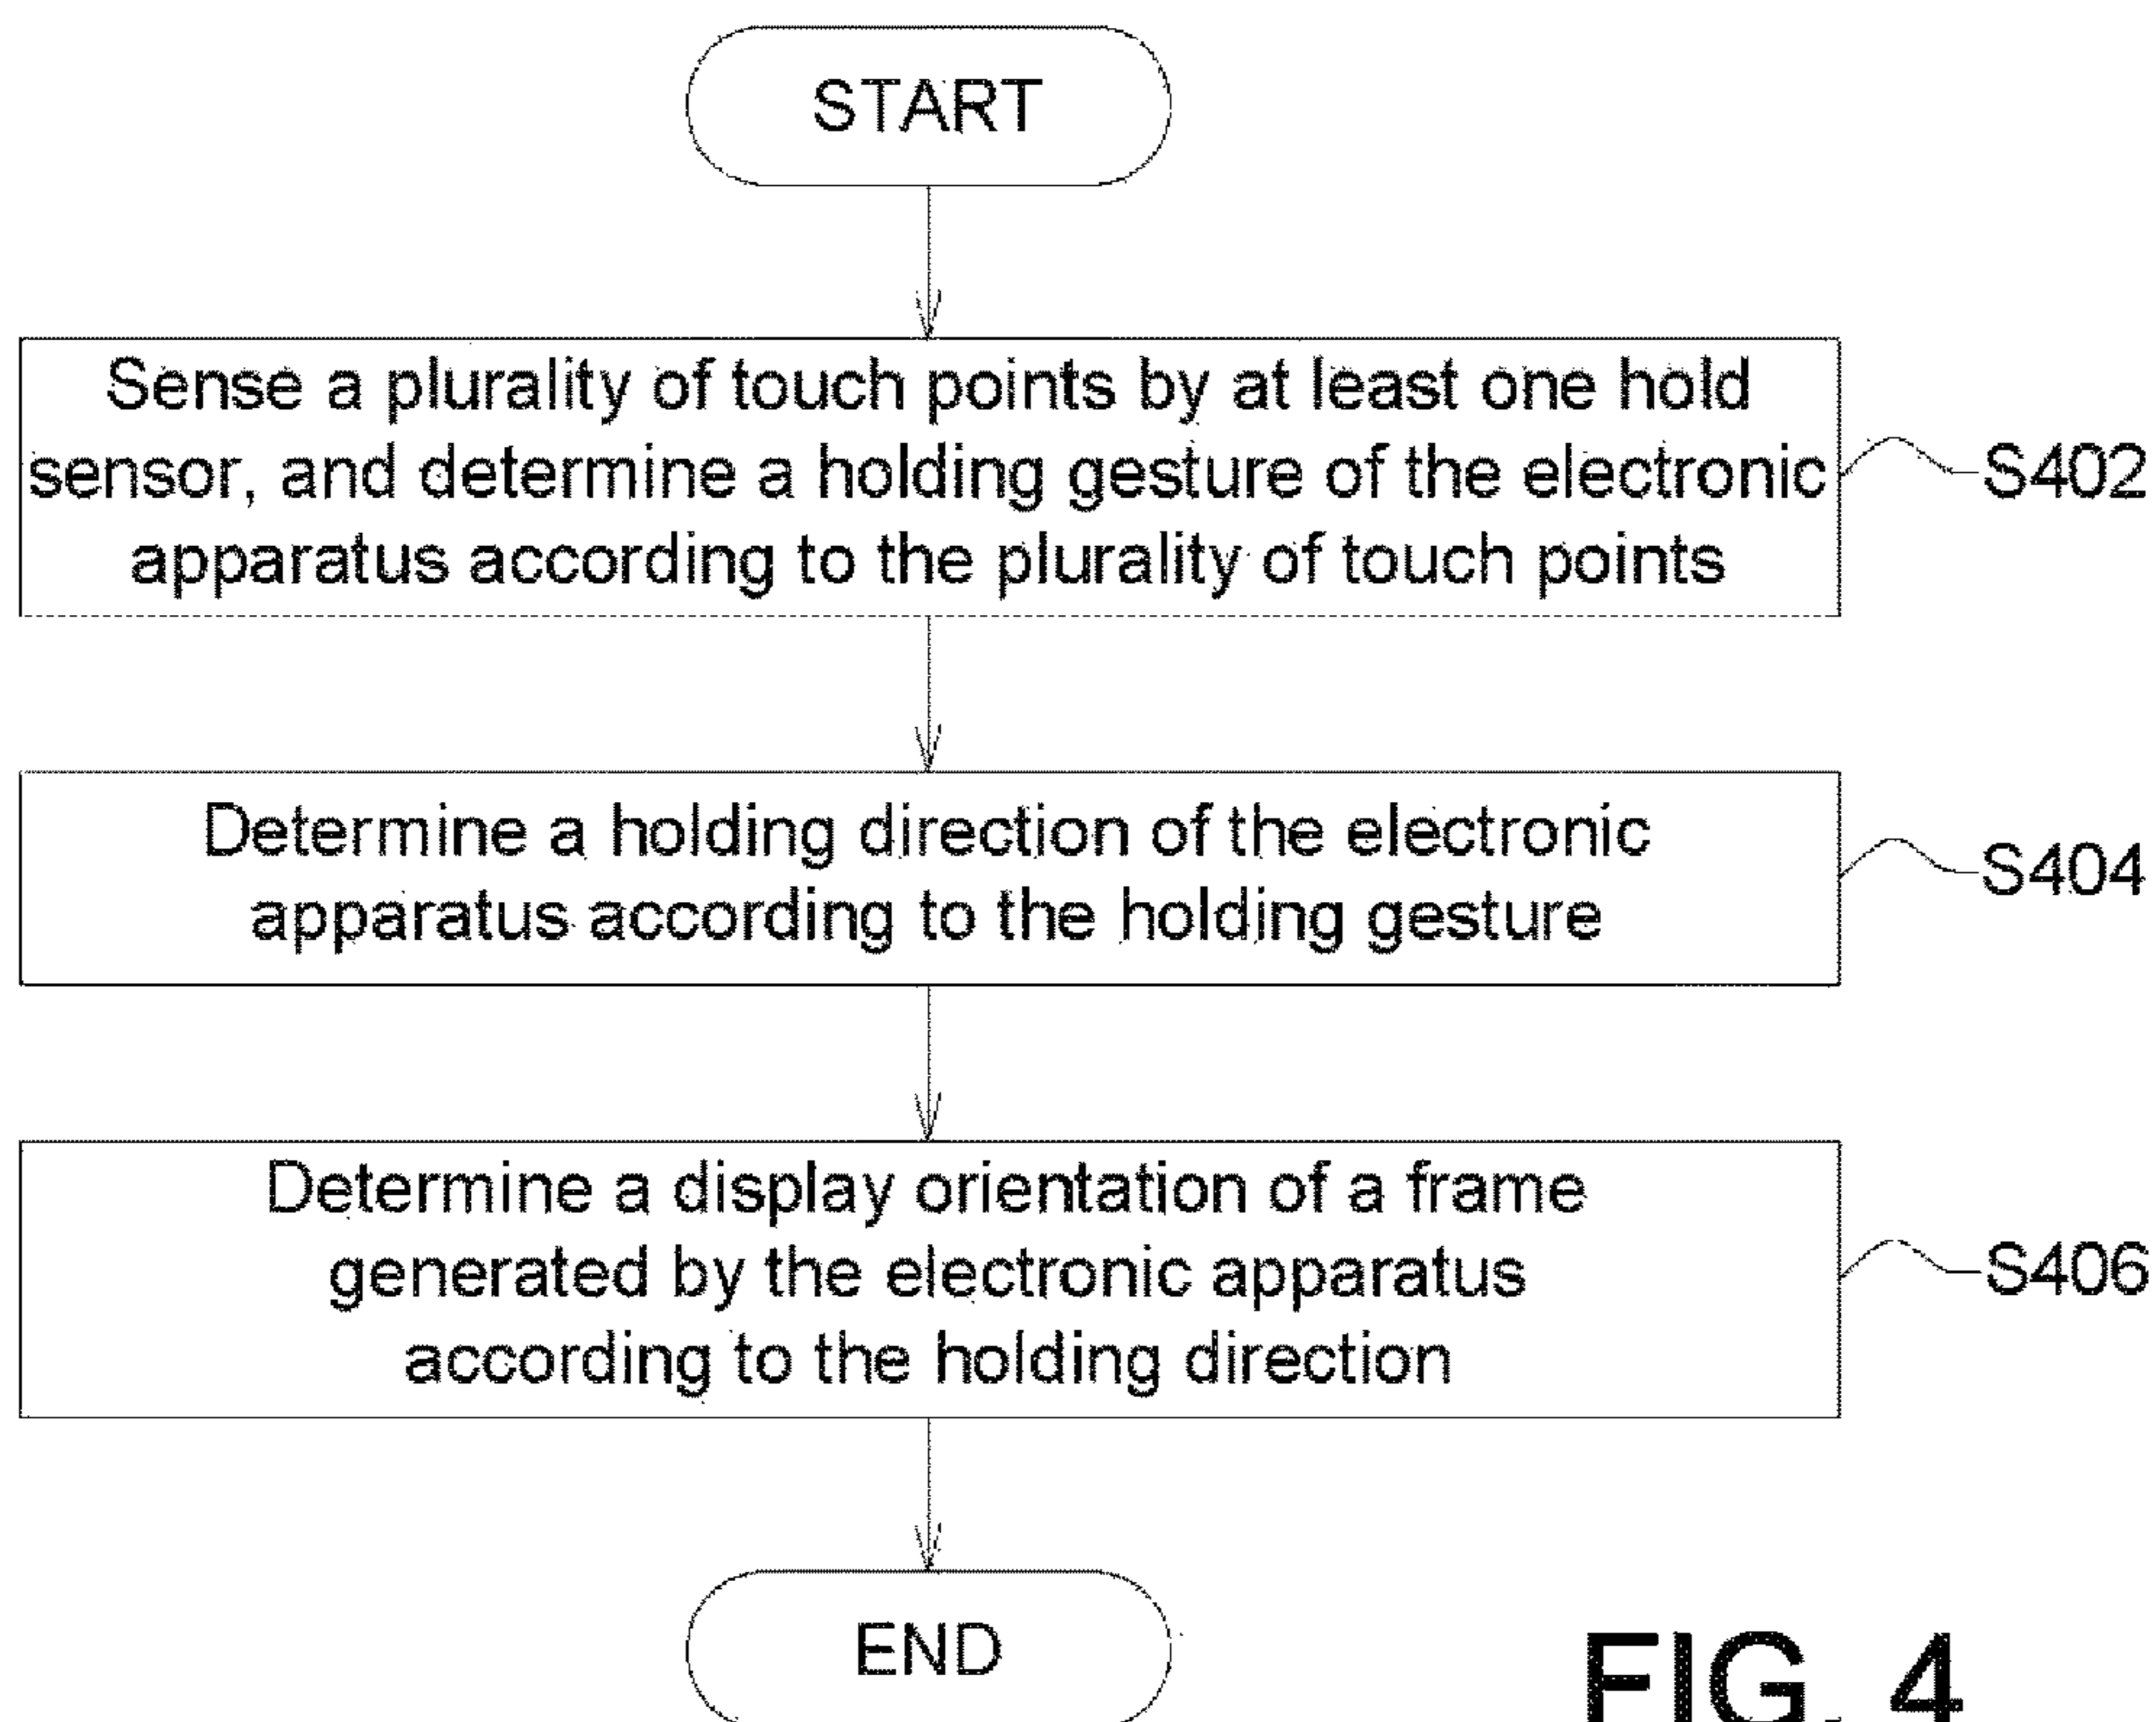 START
Sense a plurality of touch points by at least one hold
sensor, and determine a holding gesture of the electronic
apparatus according to the plurality of touch points
S402
Determine a holding direction of the electronic
apparatus according to the holding gesture
S404
Determine a display orientation of a frame
generated by the electronic apparatus
according to the holding direction
S406
END
FIG. 4